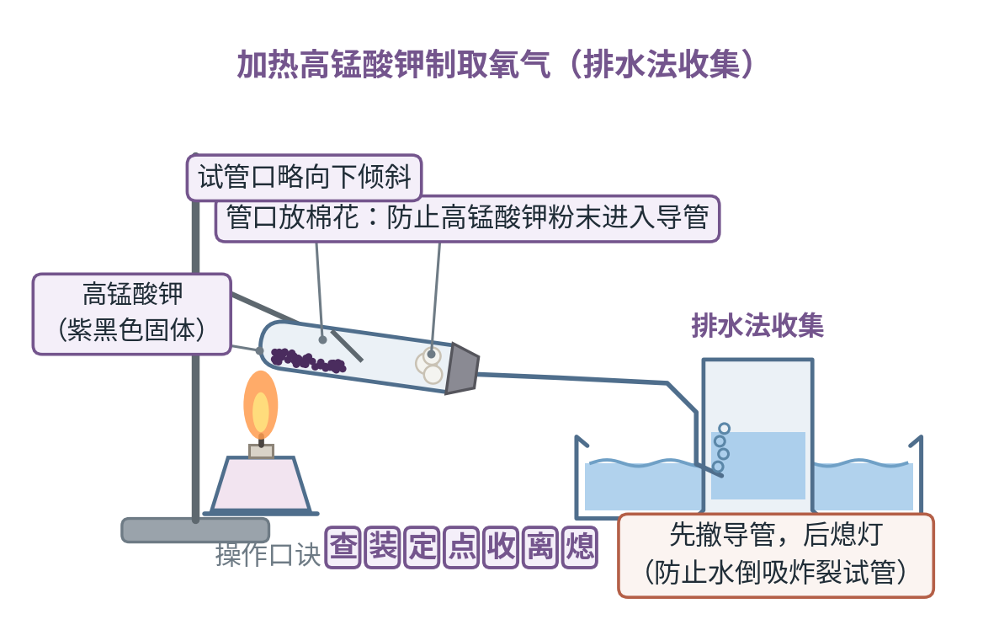 加热高锰酸钾制取氧气（排水法收集）
试管口略向下倾斜
管口放棉花：防止高锰酸钾粉末进入导管
高锰酸钾
（紫黑色固体）
排水法收集
操作口诀 查 装 定 点 收 离 熄
先撤导管，后熄灯
（防止水倒吸炸裂试管）